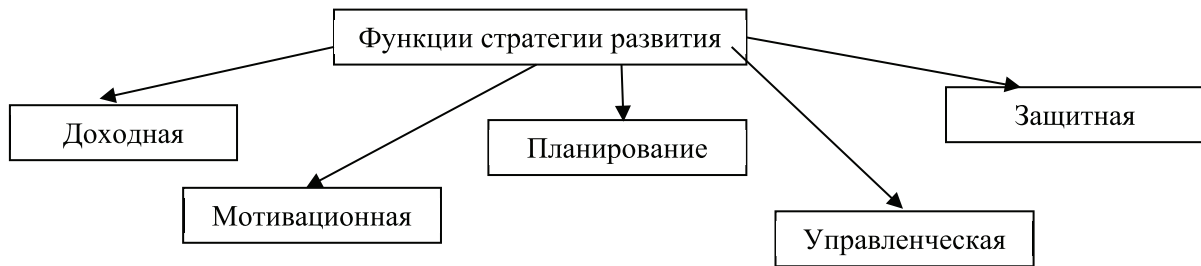 Функции стратегии развития
Доходная
Мотивационная
Планирование
Управленческая
Защитная